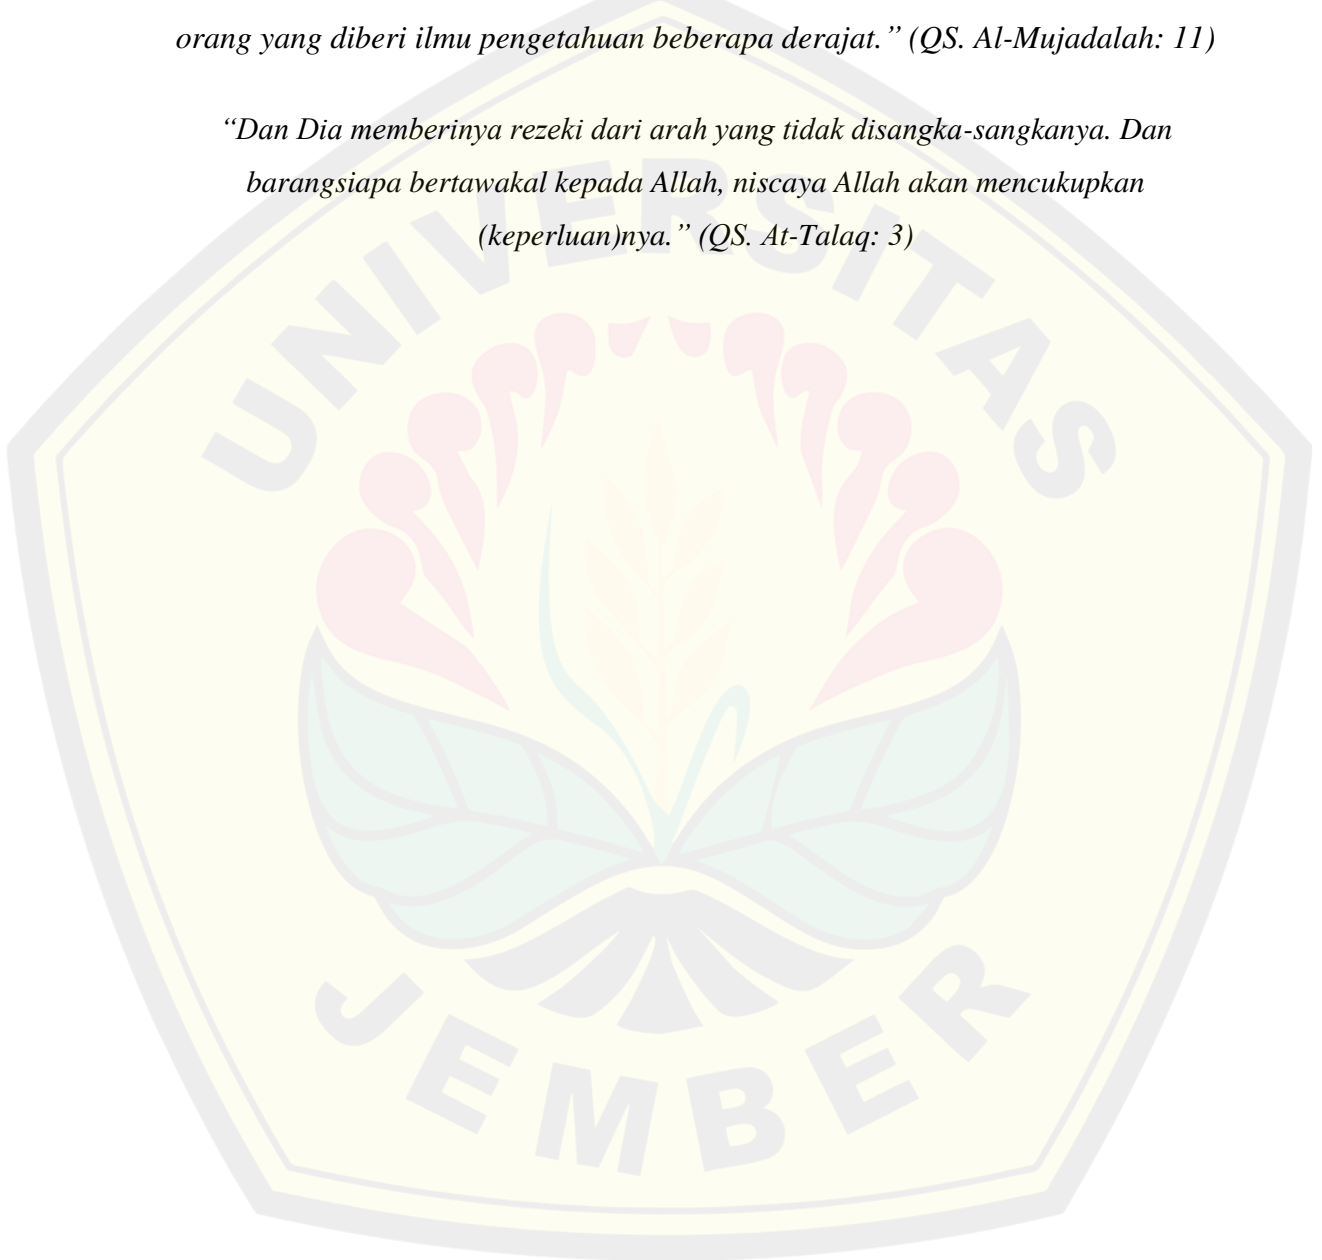 orang yang diberi ilmu pengetahuan beberapa derajat.” (QS. Al-Mujadalah: 11)
“Dan Dia memberinya rezeki dari arah yang tidak disangka-sangkanya. Dan
barangsiapa bertawakal kepada Allah, niscaya Allah akan mencukupkan
(keperluan)nya.” (QS. At-Talaq: 3)
UNIVERSITAS
JEMBER